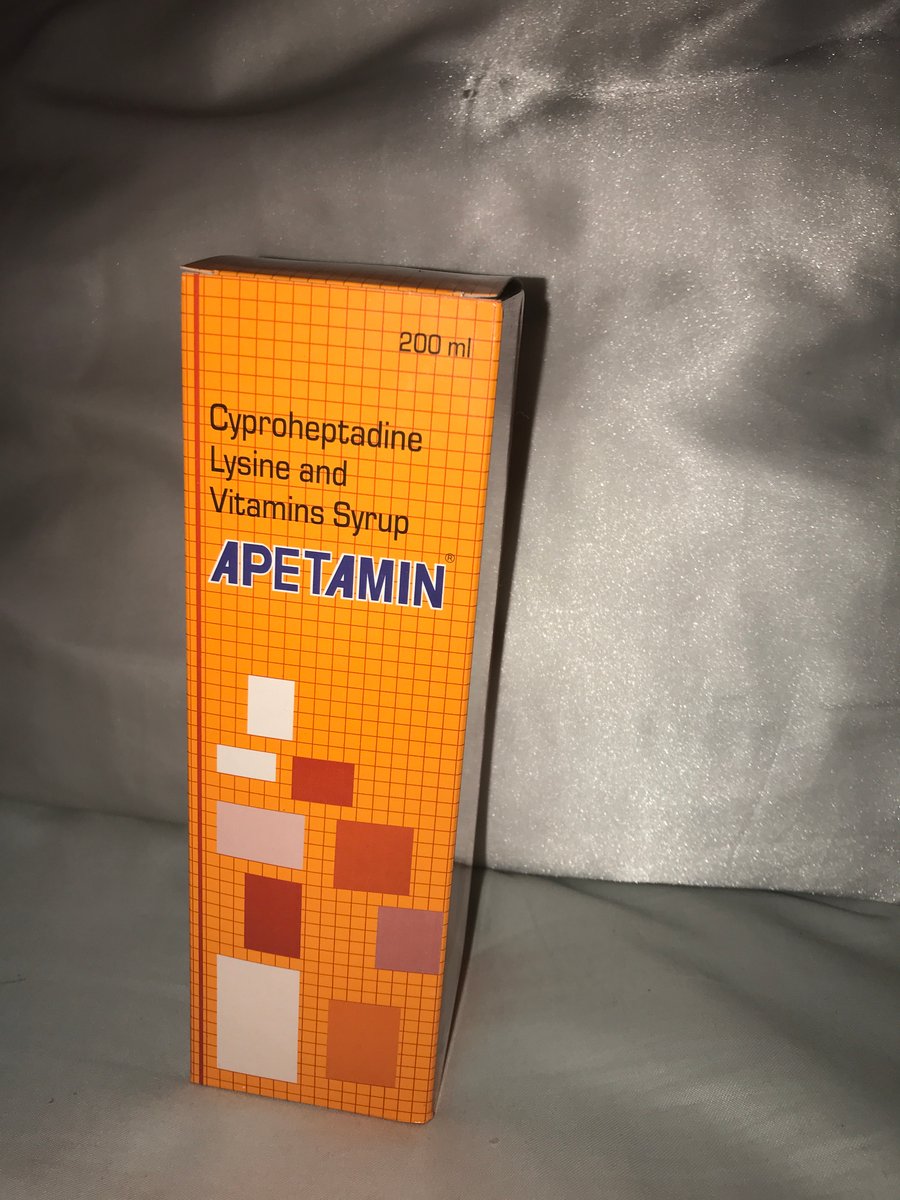 200 ml
Cyproheptadine
Lysine and
Vitamins Syrup
APETAMIN®